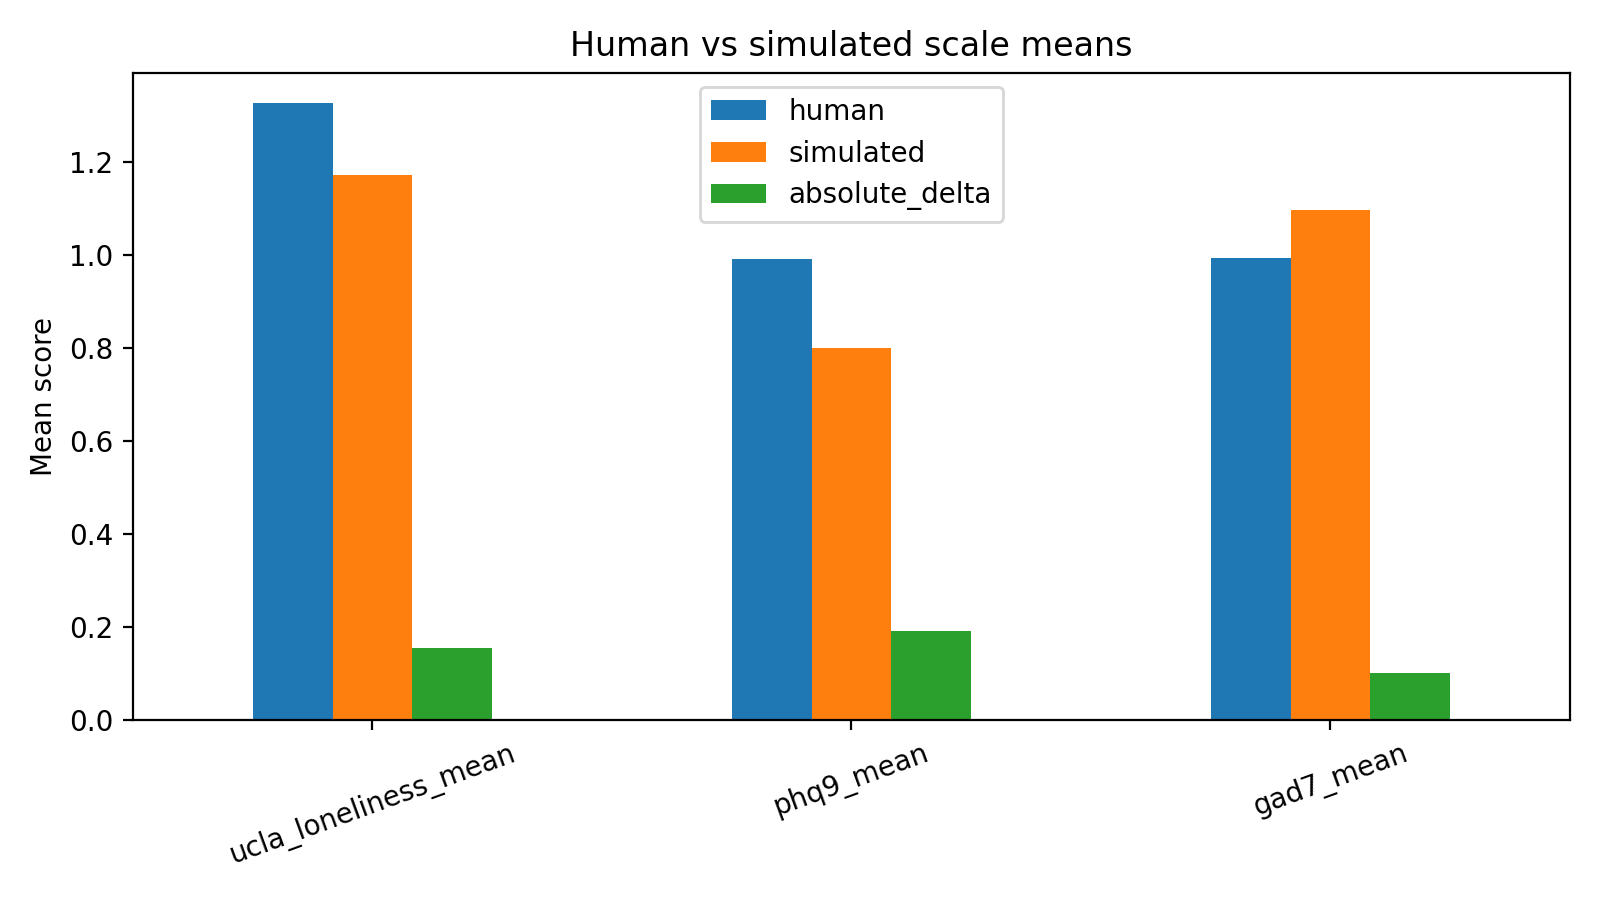 Human vs simulated scale means
human
simulated
absolute_delta
Mean score
1.2
1.0
0.8
0.6
0.4
0.2
0.0
ucla_loneliness_mean
phq9_mean
gad7_mean